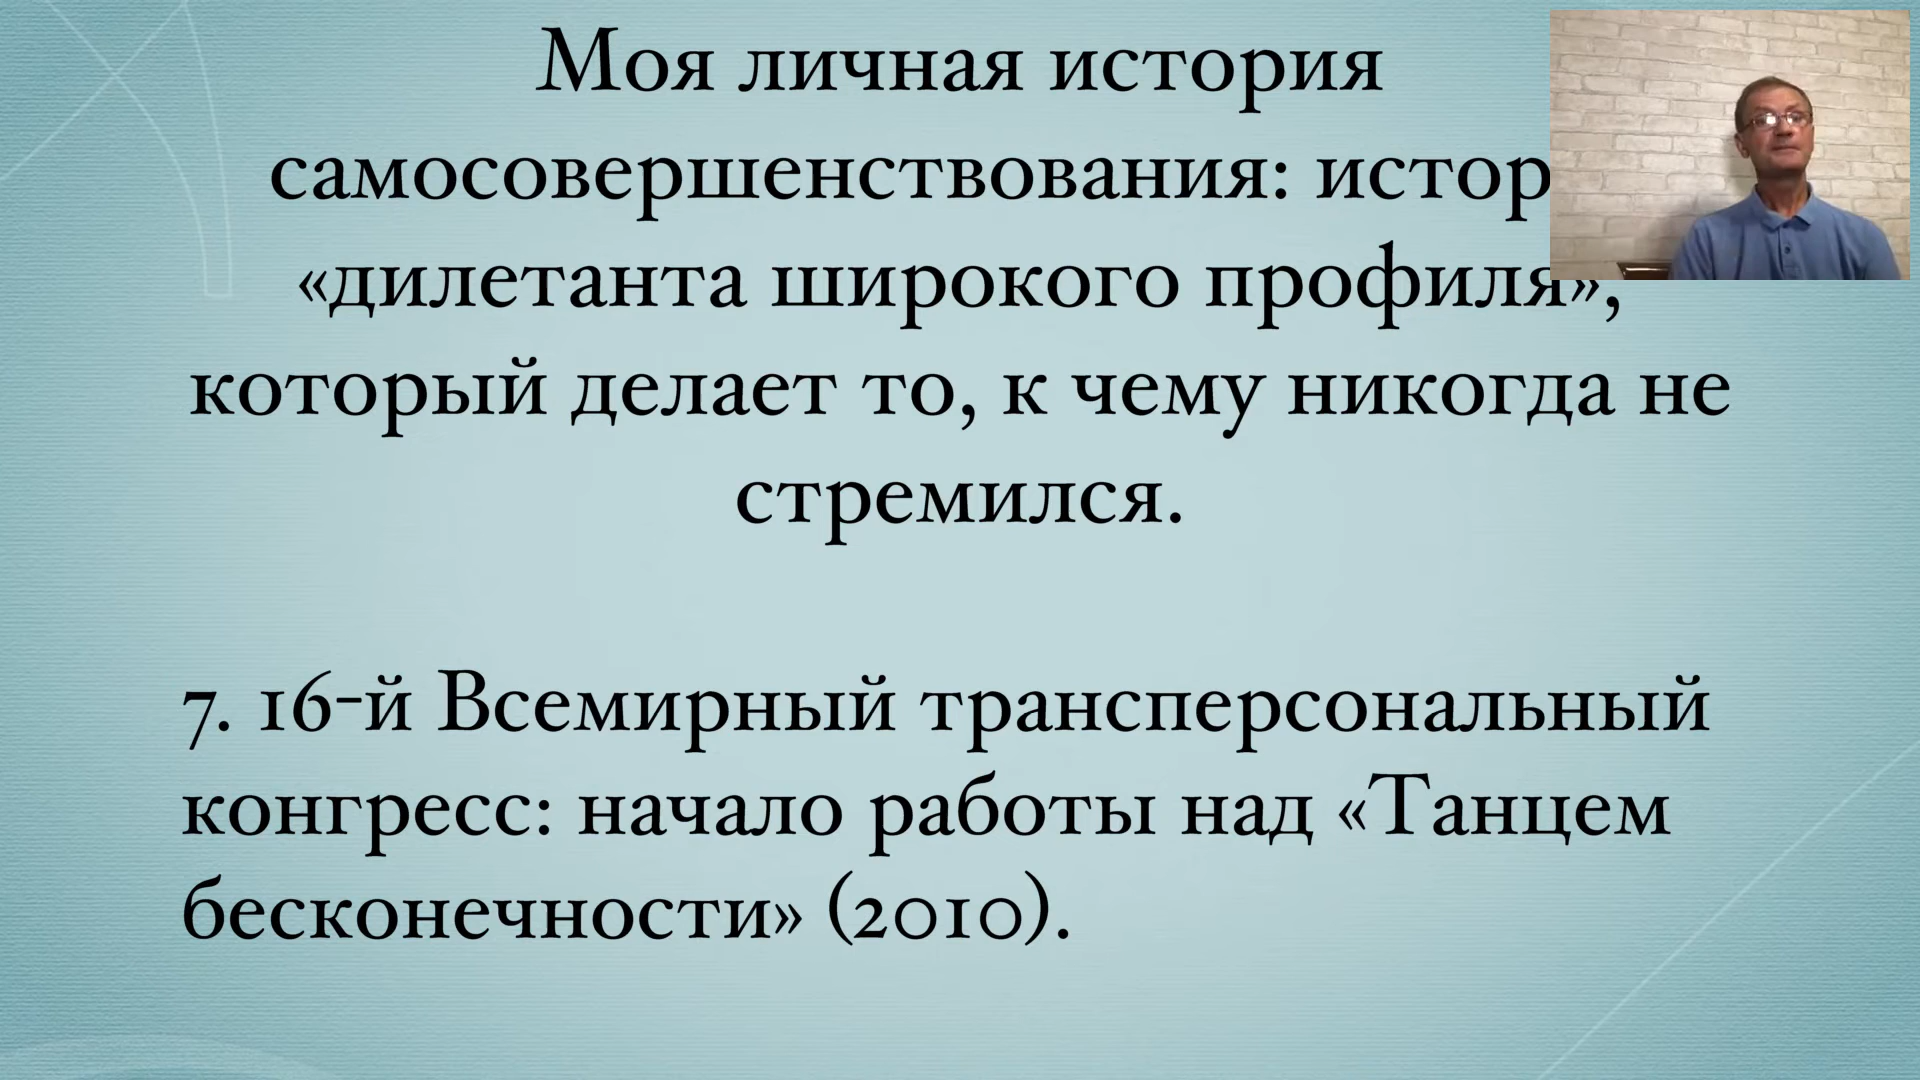 Моя личная история
самосовершенствования: истор
«дилетанта широкого профиля»,
который делает то, к чему никогда не
стремился.
7. 16-й Всемирный трансперсональный
конгресс: начало работы над «Танцем
бесконечности» (2010).